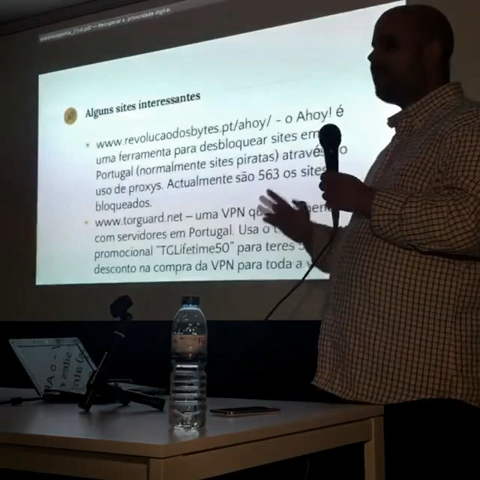 Alguns sites interessantes
www.revolucaodosbytes.pt/ahoy/ - o Ahoy! é
uma ferramenta para desbloquear sites em
Portugal (normalmente sites piratas) através
uso de proxys. Actualmente são 563 os sites
bloqueados.
www.torguard.net – uma VPN
com servidores em Portugal. Usa o
promocional "TGLifetime50" para teres
desconto na compra da VPN para toda a